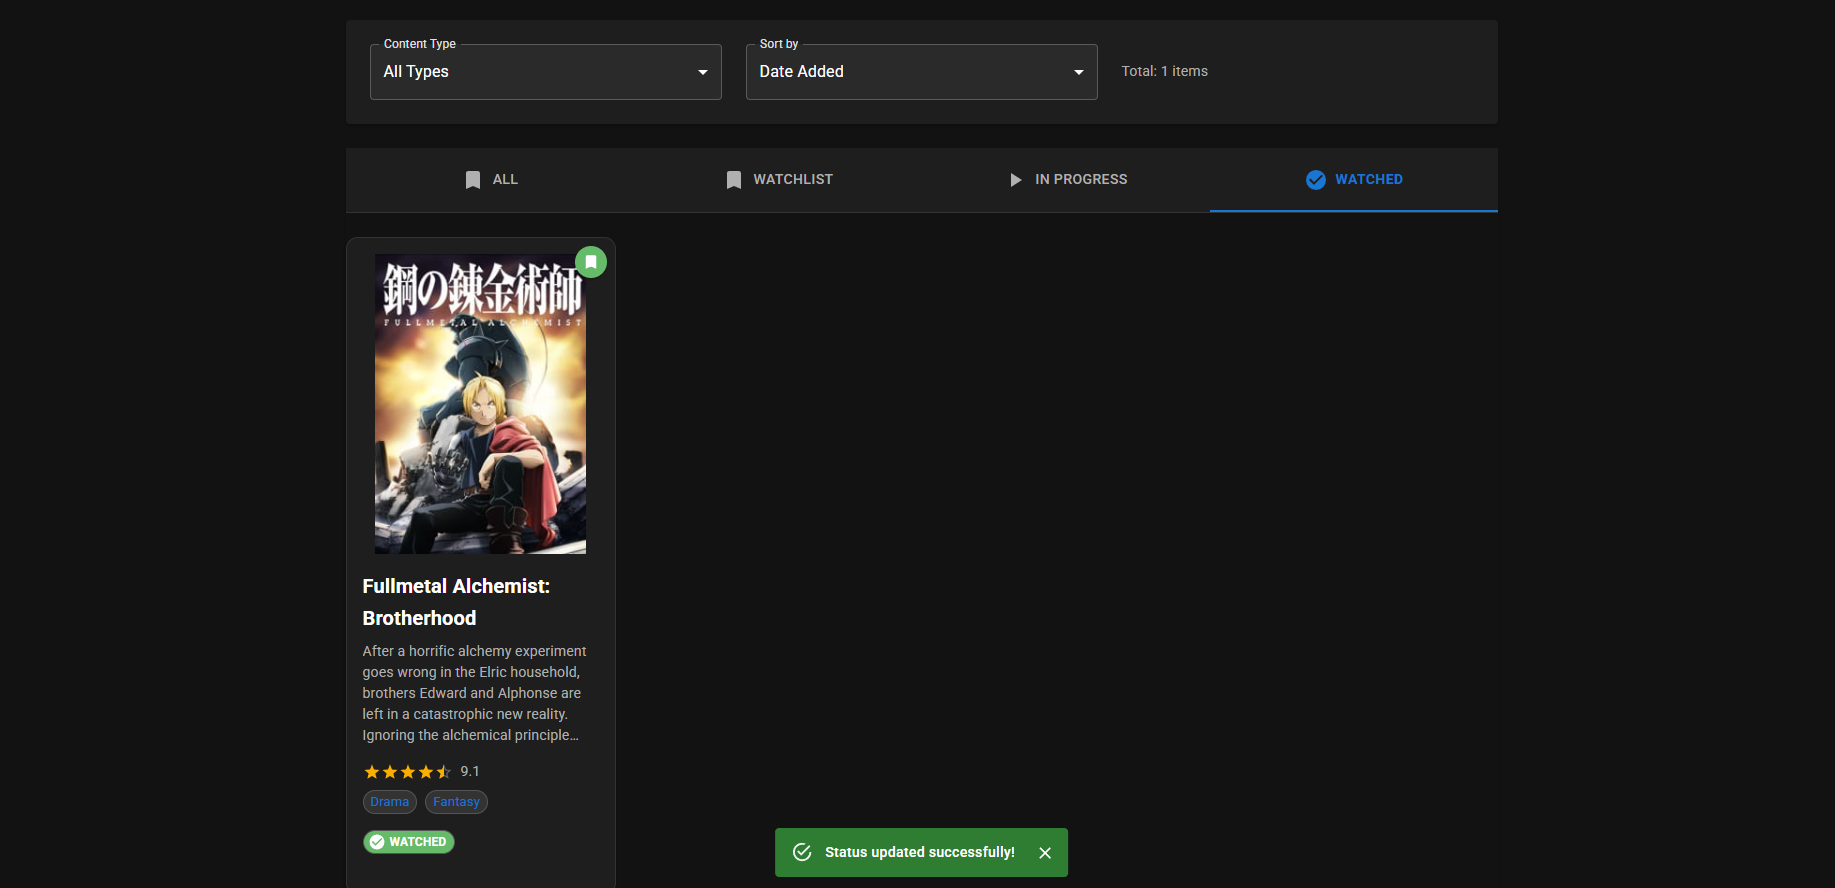 Content Type
All Types
Sort by
Date Added
Total: 1 items
ALL
WATCHLIST
IN PROGRESS
WATCHED
鋼の錬金術師
FULLMETAL ALCHEMIST
Fullmetal Alchemist:
Brotherhood
After a horrific alchemy experiment
goes wrong in the Elric household,
brothers Edward and Alphonse are
left in a catastrophic new reality.
Ignoring the alchemical principle…
9.1
Drama
Fantasy
WATCHED
Status updated successfully!